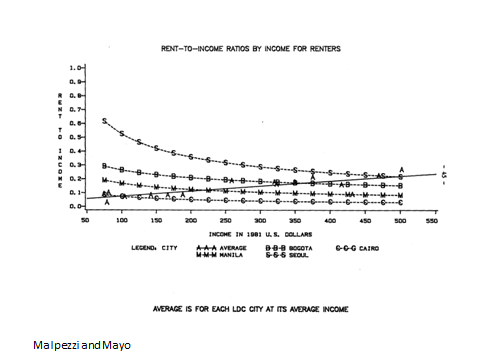 RENT-TO-INCOME RATIOS BY INCOME FOR RENTERS
RENT TO INCOME
1.0
0.9
0.8
0.7
0.6
0.5
0.4
0.3
0.2
0.1
0.0
50 100 150 200 250 300 350 400 450 500 550
INCOME IN 1981 U.S. DOLLARS
LEGEND: CITY A-A-A AVERAGE B-B-B BOGOTA C-C-C CAIRO
M-M-M MANILA S-S-S SEOUL
AVERAGE IS FOR EACH LDC CITY AT ITS AVERAGE INCOME
Malpezzi and Mayo